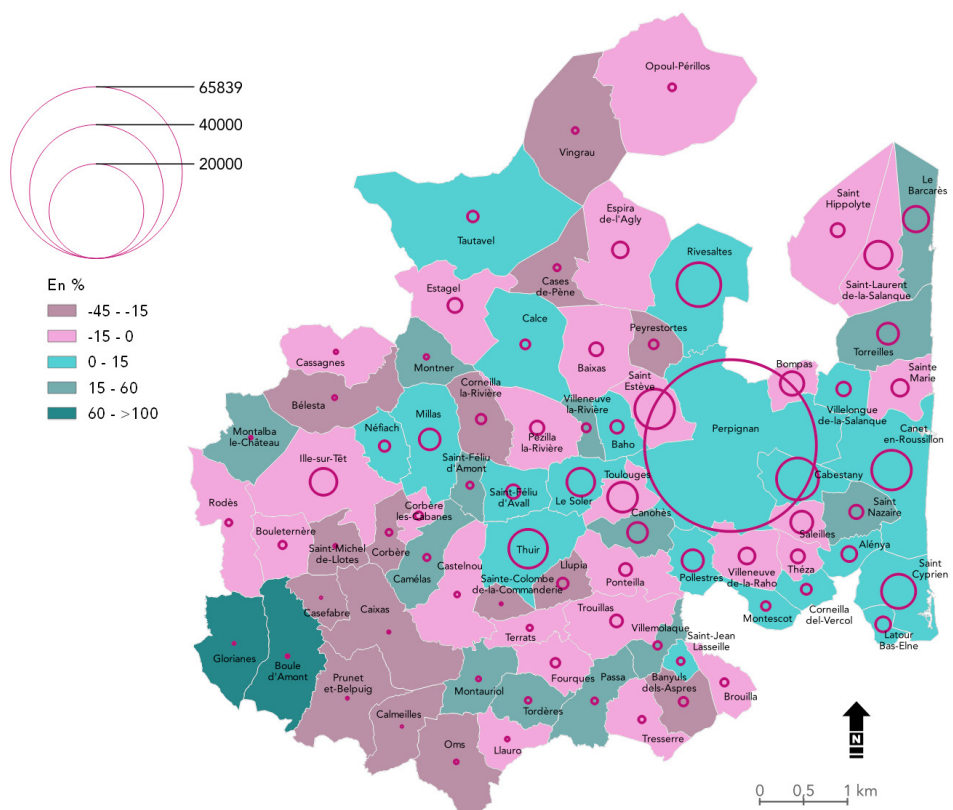 65839
40000
20000
En %
-45 - -15
-15 - 0
0 - 15
15 - 60
60 - >100
Opoul-Périllos
Vingrau
Le
Barcarès
Saint
Hippolyte
Espira
de-l'Agly
Tautavel
Rivesaltes
Saint-Laurent
de-la-Salanque
Cases
de-Pène
Estagel
Calce
Peyrestortes
Torreilles
Cassagnes
Montner
Baixas
Bompas
Sainte
Marie
Corneilla
la-Rivière
Saint
Estève
Bélesta
Villeneuve
la-Rivière
Villelongue
de-la-Salanque
Millas
Néfiach
Pézilla
la-Rivière
Baho
Perpignan
Canet
en-Roussillon
Montalba
le-Château
Ille-sur-Têt
Saint-Féliu
d'Amont
Toulouges
Cabestany
Saint-Féliu
d'Avall
Le Soler
Rodès
Corbère
les-Cabanes
Canohès
Saint
Nazaire
Bouleternère
Saint-Michel
de-Llotes
Corbère
Saleilles
Alénya
Thuir
Camélas
Castelnou
Llupia
Ponteilla
Pollestres
Villeneuve
de-la-Raho
Théza
Saint
Cyprien
Sainte-Colombe
de-la-Commanderie
Casefabre
Caixas
Trouillas
Montescot
Corneilla
del-Vercol
Terrats
Villemolaque
Saint-Jean
Lasseille
Latour
Bas-Elne
Glorianes
Boule
d'Amont
Prunet
et-Belpuig
Montauriol
Fourques
Passa
Banyuls
dels-Aspres
Brouilla
Calmeilles
Tordères
Tresserre
Oms
Llauro
N
0 0,5 1 km